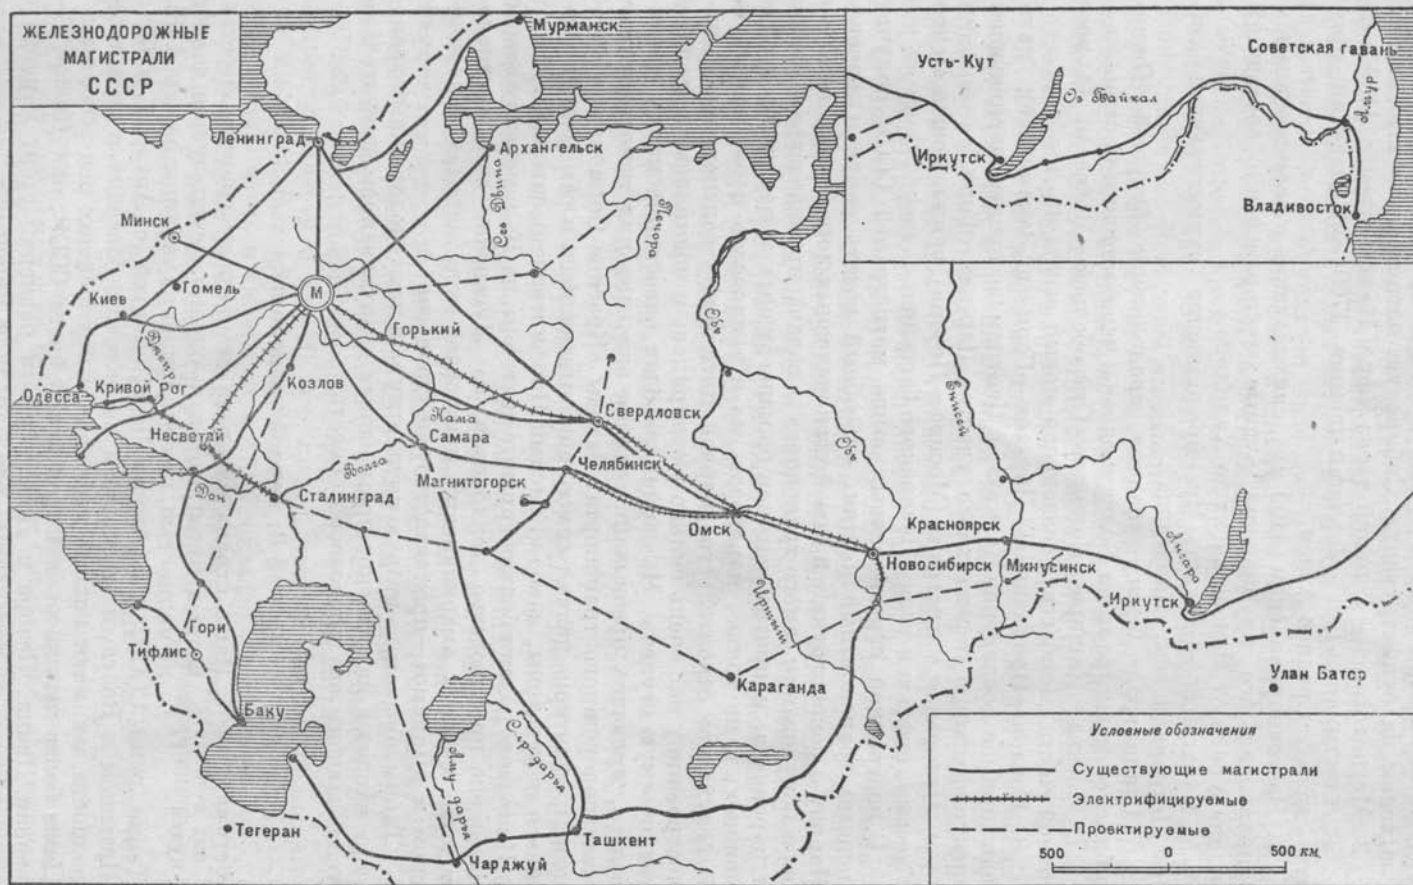 ЖЕЛЕЗНОДОРОЖНЫЕ
МАГИСТРАЛИ
СССР
Мурманск
Ленинград
Архангельск
Сев Двина
Печора
Минск
Гомель
М
Киев
Днепр
Горький
Козлов
Одесса
Кривой Рог
Несветай
Дон
Волга
Кама
Самара
Свердловск
Челябинск
Магнитогорск
Сталинград
Обь
Обь
Енисей
Омск
Иртыш
Новосибирск
Красноярск
Минусинск
Ангара
Иркутск
Улан Батор
Караганда
Гори
Тифлис
Баку
Тегеран
Аму-дарья
Сыр-дарья
Чарджуй
Ташкент
Усть-Кут
Оз Байкал
Иркутск
Советская гавань
Амур
Владивосток
Условные обозначения
Существующие магистрали
Электрифицируемые
Проектируемые
500 0 500 км.